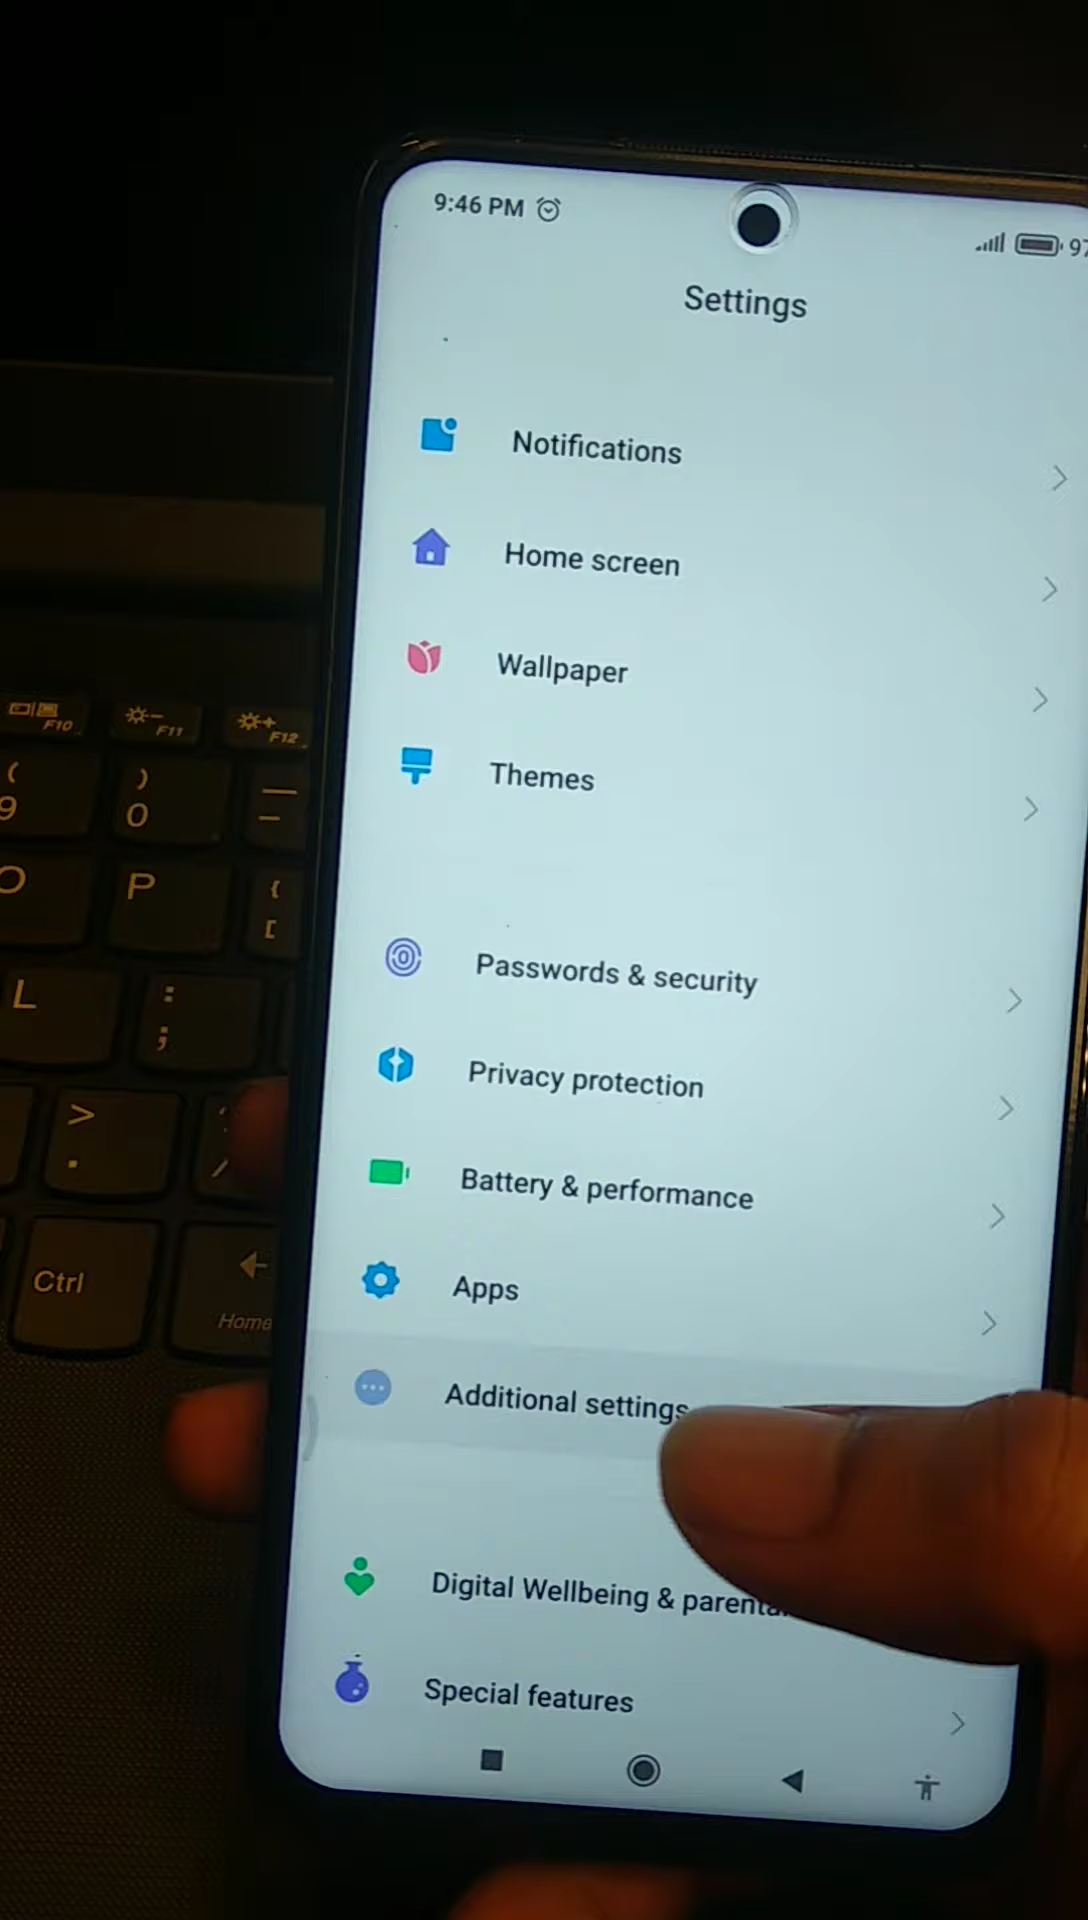 9:46 PM
97
Settings
Notifications
Home screen
Wallpaper
Themes
Passwords & security
Privacy protection
Battery & performance
Apps
Additional settings
Digital Wellbeing &
Special features
F10
F11
F12
(
9
)
0
—
–
O
P
{
[
L
:
;
>
.
/
Ctrl
Home